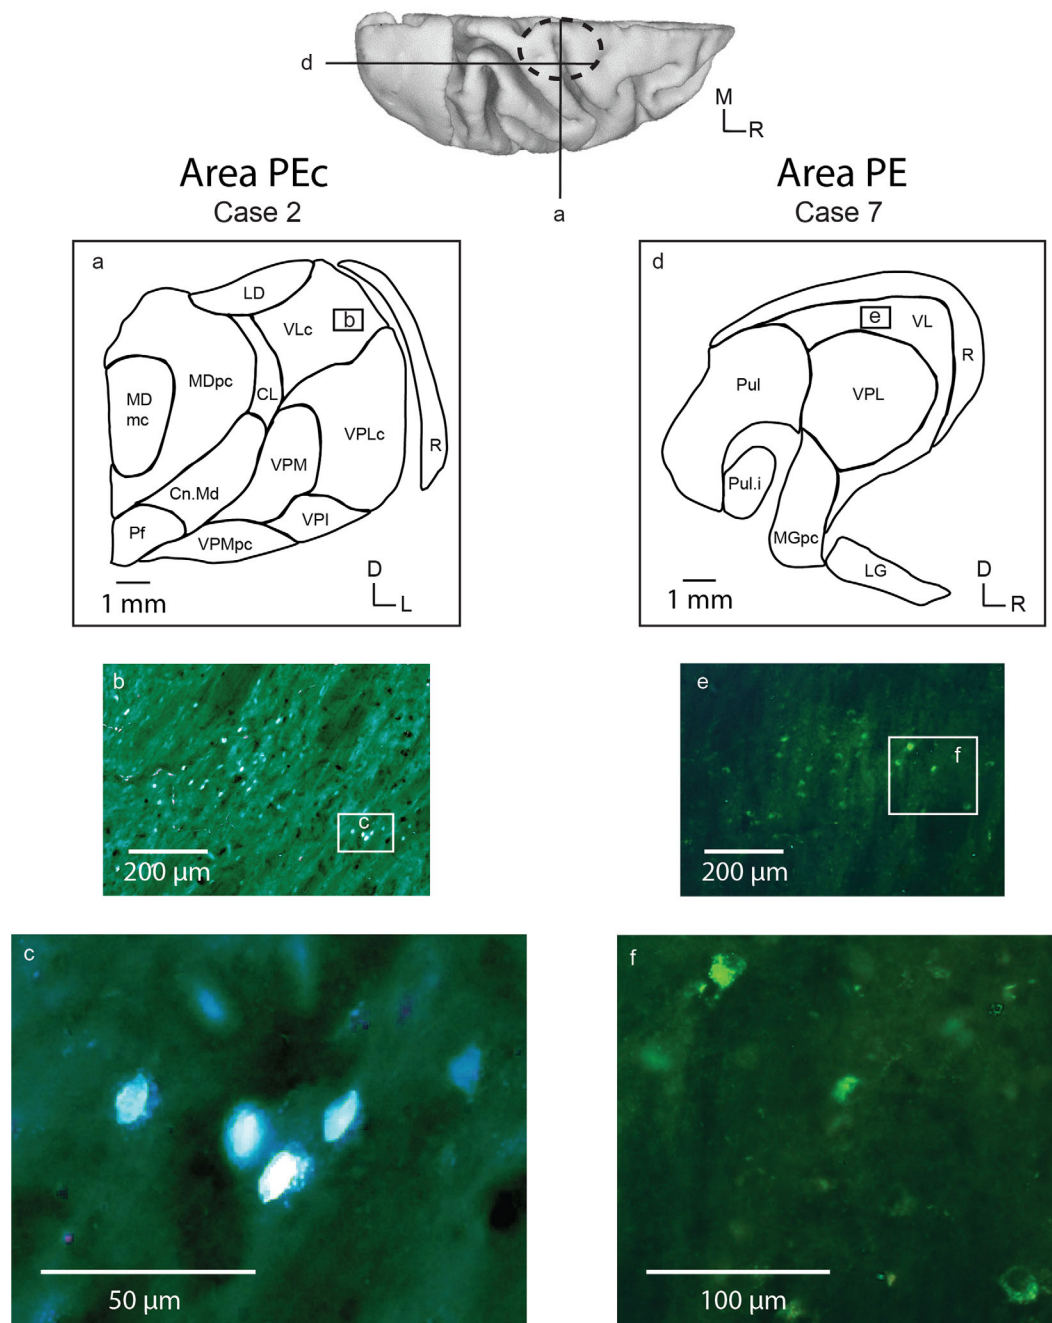 d
M
R
a
Area PEc
Case 2
Area PE
Case 7
a
LD
VLc
b
MDpc
CL
MD
mc
VPLc
VPM
R
Cn.Md
Pf
VPI
VPMpc
1 mm
D
L
d
e
VL
R
Pul
VPL
Pul.i
MGpc
LG
1 mm
D
R
b
c
200 µm
e
f
200 µm
c
50 µm
f
100 µm